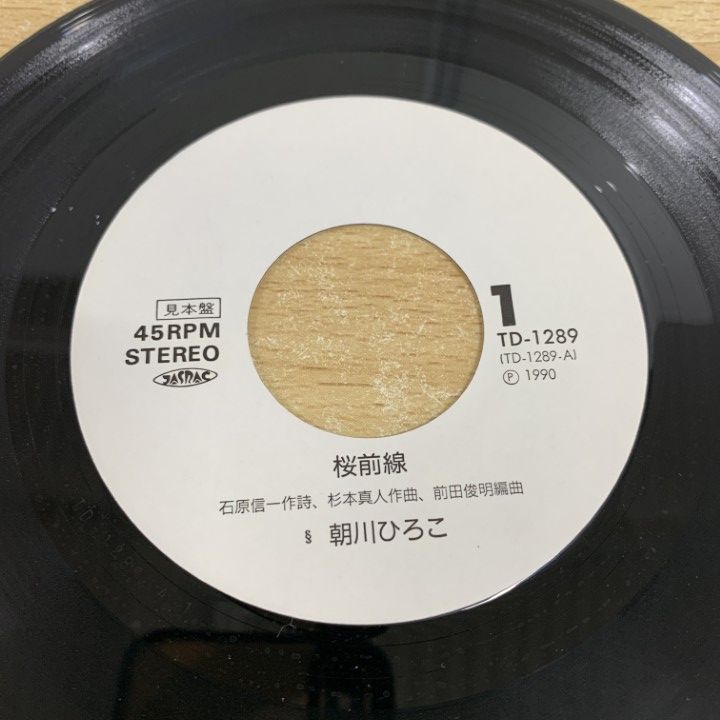 見本盤
45RPM
STEREO
JASRAC
1
TD-1289
(TD-1289-A)
Ⓟ 1990
桜前線
石原信一作詩、杉本真人作曲、前田俊明編曲
§ 朝川ひろこ